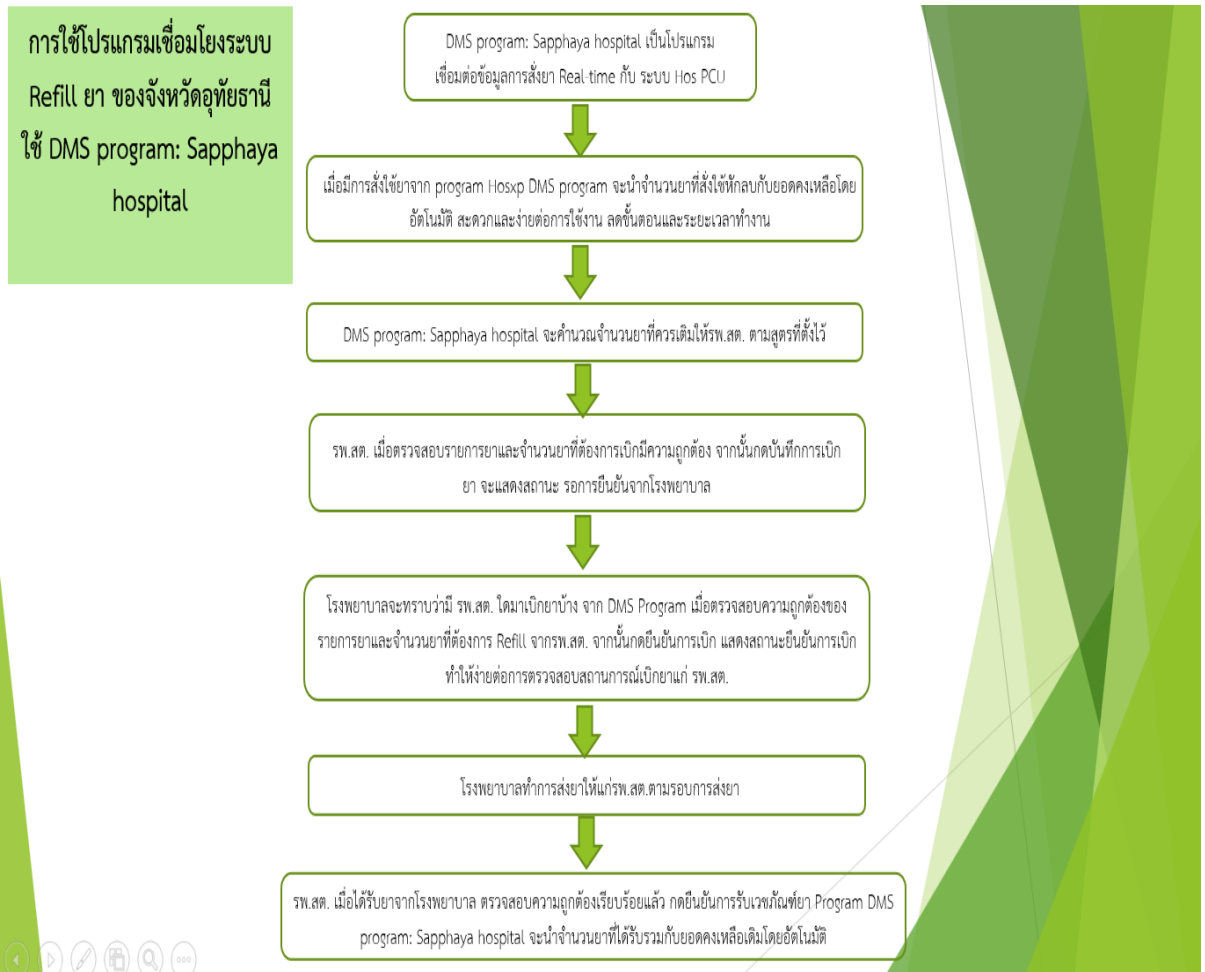 การใช้โปรแกรมเชื่อมโยงระบบ
Refill ยา ของจังหวัดอุทัยธานี
ใช้ DMS program: Sapphaya
hospital
DMS program: Sapphaya hospital เป็นโปรแกรม
เชื่อมต่อข้อมูลการสั่งยา Real-time กับ ระบบ Hos PCU
เมื่อมีการสั่งใช้ยาจาก program Hosxp DMS program จะนำจำนวนยาที่สั่งใช้หักลบกับยอดคงเหลือโดย
อัตโนมัติ สะดวกและง่ายต่อการใช้งาน ลดขั้นตอนและระยะเวลาทำงาน
DMS program: Sapphaya hospital จะคำนวณจำนวนยาที่ควรเติมให้รพ.สต. ตามสูตรที่ตั้งไว้
รพ.สต. เมื่อตรวจสอบรายการยาและจำนวนยาที่ต้องการเบิกมีความถูกต้อง จากนั้นกดบันทึกการเบิก
ยา จะแสดงสถานะ รอการยืนยันจากโรงพยาบาล
โรงพยาบาลจะทราบว่ามี รพ.สต. ใดมาเบิกยาบ้าง จาก DMS Program เมื่อตรวจสอบความถูกต้องของ
รายการยาและจำนวนยาที่ต้องการ Refill จากรพ.สต. จากนั้นกดยืนยันการเบิก แสดงสถานะยืนยันการเบิก
ทำให้ง่ายต่อการตรวจสอบสถานการณ์เบิกยาแก่ รพ.สต.
โรงพยาบาลทำการส่งยาให้แก่รพ.สต.ตามรอบการส่งยา
รพ.สต. เมื่อได้รับยาจากโรงพยาบาล ตรวจสอบความถูกต้องเรียบร้อยแล้ว กดยืนยันการรับเวชภัณฑ์ยา Program DMS
program: Sapphaya hospital จะนำจำนวนยาที่ได้รับรวมกับยอดคงเหลือเดิมโดยอัตโนมัติ